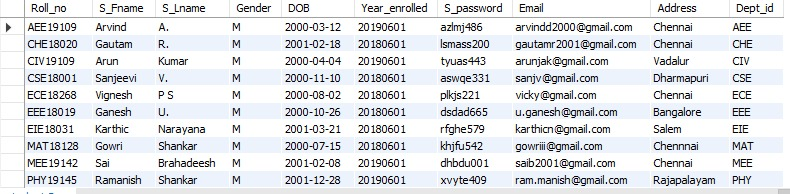 Roll_no S_Fname S_Lname Gender DOB Year_enrolled S_password Email Address Dept_id
AEE19109 Arvind A. M 2000-03-12 20190601 azlmj486 arvindd2000@gmail.com Chennai AEE
CHE18020 Gautam R. M 2001-02-18 20180601 lsmass200 gautamr2001@gmail.com Chennai CHE
CIV19109 Arun Kumar M 2000-04-04 20190601 tyuas443 arunjak@gmail.com Vadalur CIV
CSE18001 Sanjeevi V. M 2000-11-10 20180601 aswqe331 sanjv@gmail.com Dharmapuri CSE
ECE18268 Vignesh P S M 2000-08-02 20180601 plkjs221 vicky@gmail.com Chennai ECE
EEE18019 Ganesh U. M 2000-10-26 20180601 dsdad665 u.ganesh@gmail.com Bangalore EEE
EIE18031 Karthic Narayana M 2001-03-21 20180601 rfghe579 karthicn@gmail.com Salem EIE
MAT18128 Gowri Shankar M 2000-07-15 20180601 khjfu542 gowriii@gmail.com Chennnai MAT
MEE19142 Sai Brahadeesh M 2001-02-08 20190601 dhbdu001 saib2001@gmail.com Chennai MEE
PHY19145 Ramanish Shankar M 2001-12-28 20190601 xvyte409 ram.manish@gmail.com Rajapalayam PHY